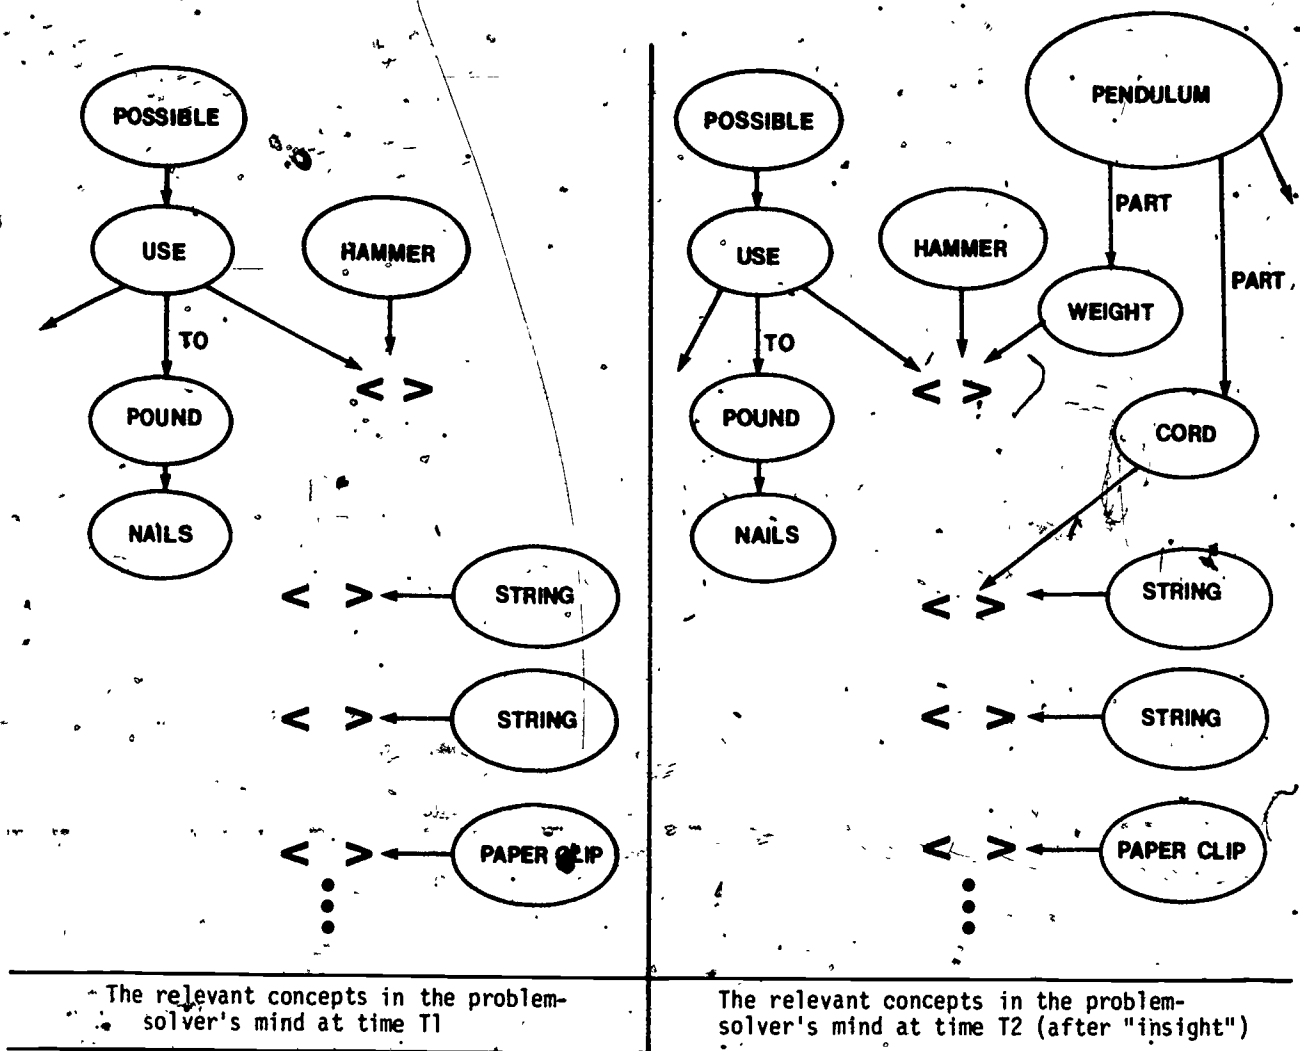 POSSIBLE
USE
HAMMER
TO
< >
POUND
NAILS
< >
STRING
< >
STRING
< >
PAPER CLIP
The relevant concepts in the problem-
solver's mind at time T1
POSSIBLE
PENDULUM
USE
HAMMER
PART
PART
WEIGHT
TO
< >
POUND
CORD
NAILS
< >
STRING
< >
STRING
< >
PAPER CLIP
The relevant concepts in the problem-
solver's mind at time T2 (after "insight")